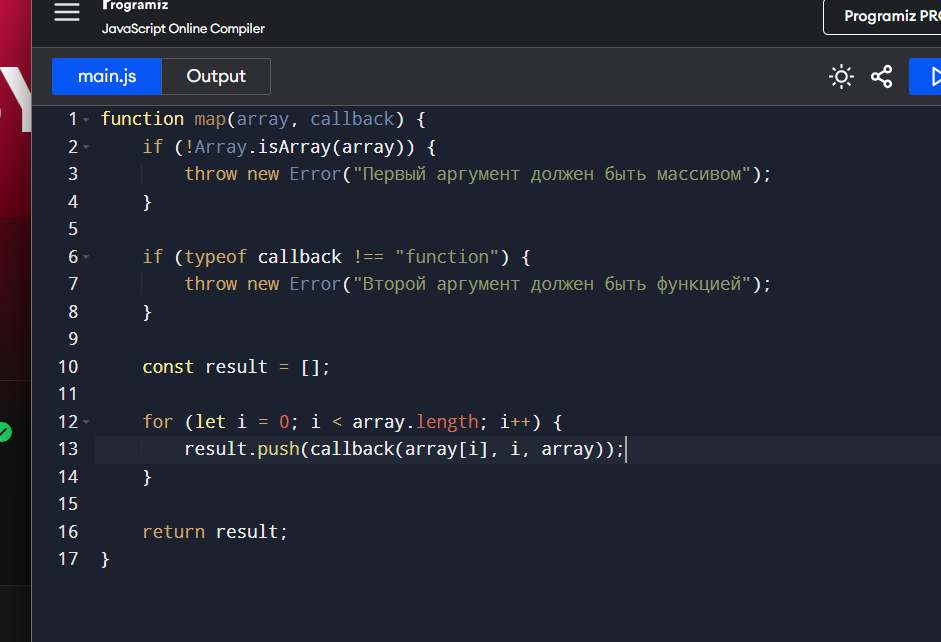 Programiz
JavaScript Online Compiler
Programiz PRO
main.js
Output
Y
1 function map(array, callback) {
2     if (!Array.isArray(array)) {
3         throw new Error("Первый аргумент должен быть массивом");
4     }
5
6     if (typeof callback !== "function") {
7         throw new Error("Второй аргумент должен быть функцией");
8     }
9
10     const result = [];
11
12     for (let i = 0; i < array.length; i++) {
13         result.push(callback(array[i], i, array));
14     }
15
16     return result;
17 }